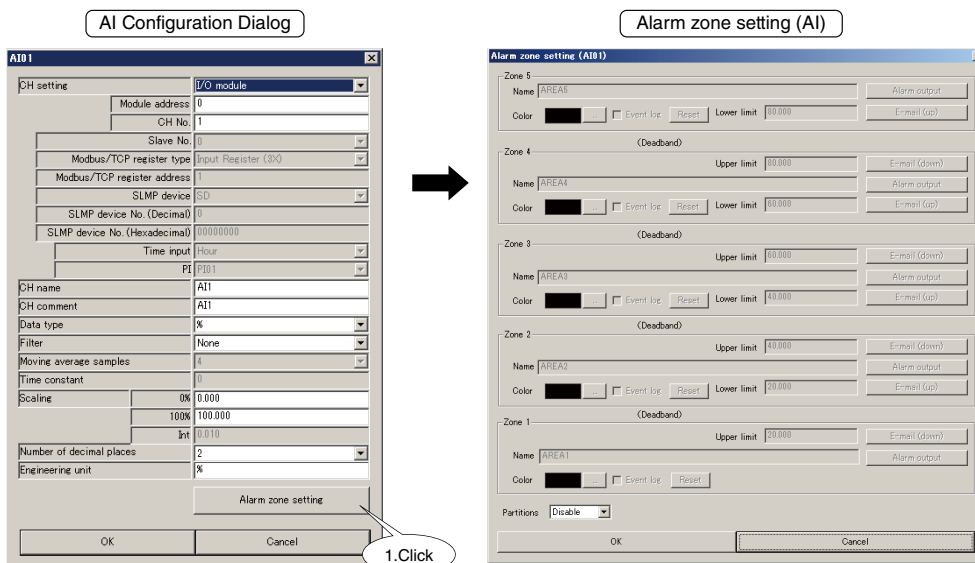 AI Configuration Dialog
AI01
CH setting I/O module
Module address 0
CH No. 1
Slave No. 0
Modbus/TCP register type Input Register (3X)
Modbus/TCP register address 1
SLMP device SD
SLMP device No. (Decimal) 0
SLMP device No. (Hexadecimal) 00000000
Time input Hour
PI PI01
CH name AI1
CH comment AI1
Data type %
Filter None
Moving average samples 4
Time constant 0
Scaling 0% 0.000
100% 100.000
Int 0.010
Number of decimal places 2
Engineering unit %
Alarm zone setting
OK Cancel
1.Click
Alarm zone setting (AI)
Alarm zone setting (AI01)
Zone 5
Name AREA5 Alarm output
Color ... Event log Reset Lower limit 80.000 E-mail (up)
(Deadband)
Zone 4
Upper limit 80.000 E-mail (down)
Name AREA4 Alarm output
Color ... Event log Reset Lower limit 60.000 E-mail (up)
(Deadband)
Zone 3
Upper limit 60.000 E-mail (down)
Name AREA3 Alarm output
Color ... Event log Reset Lower limit 40.000 E-mail (up)
(Deadband)
Zone 2
Upper limit 40.000 E-mail (down)
Name AREA2 Alarm output
Color ... Event log Reset Lower limit 20.000 E-mail (up)
(Deadband)
Zone 1
Upper limit 20.000 E-mail (down)
Name AREA1 Alarm output
Color ... Event log Reset
Partitions Disable
OK Cancel